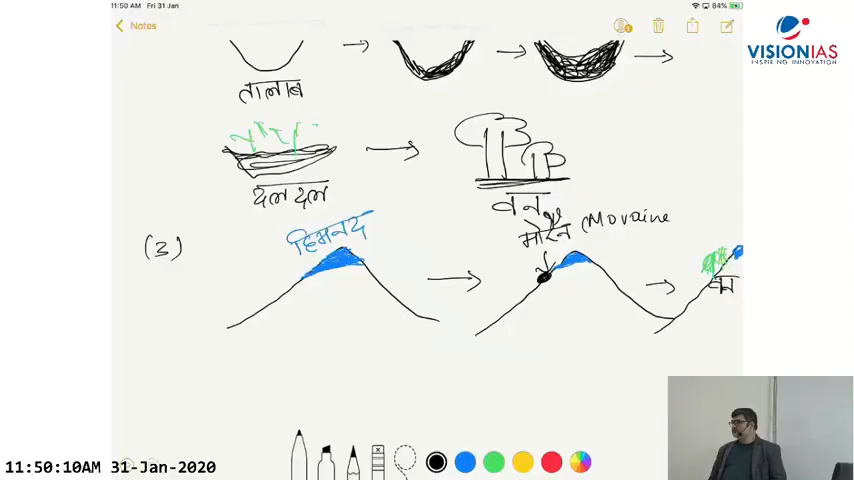 11:50 AM Fri 31 Jan
84%
Notes
VISIONIAS
INSPIRING INNOVATION
तालाब
दलदल
वन
(3)
हिमनद
मोरेन (Moraine
वन
11:50:10AM 31-Jan-2020